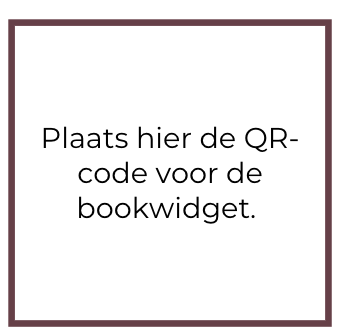 Plaats hier de QR-
code voor de
bookwidget.